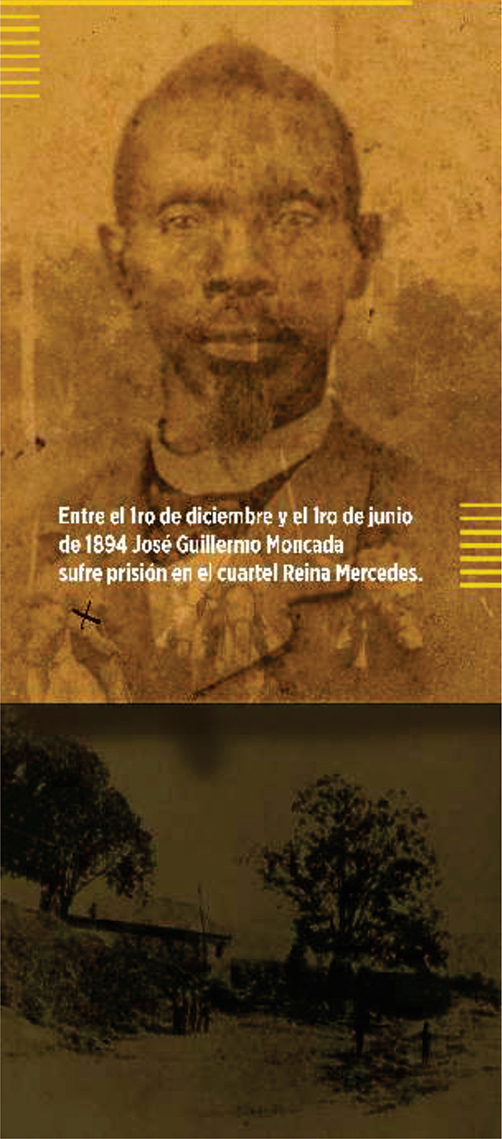 Entre el 1ro de diciembre y el 1ro de junio
de 1894 José Guillermo Moncada
sufre prisión en el cuartel Reina Mercedes.